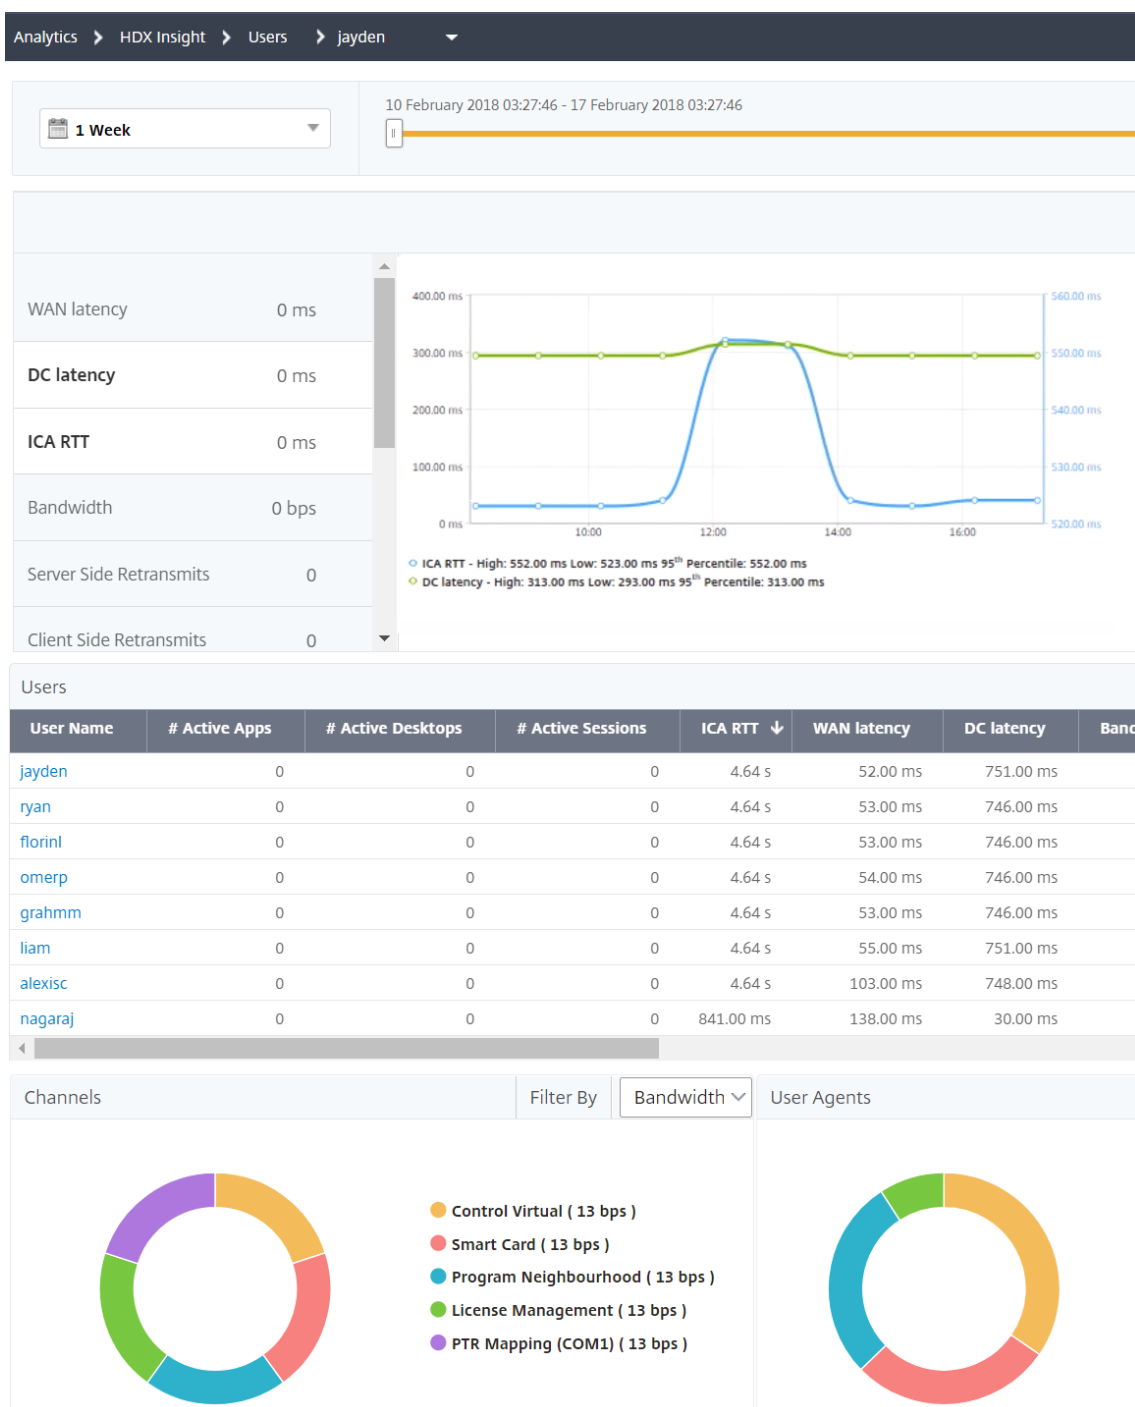 Analytics > HDX Insight > Users > jayden
10 February 2018 03:27:46 - 17 February 2018 03:27:46
1 Week
WAN latency 0 ms
DC latency 0 ms
ICA RTT 0 ms
Bandwidth 0 bps
Server Side Retransmits 0
Client Side Retransmits 0
400.00 ms 560.00 ms
300.00 ms 550.00 ms
200.00 ms 540.00 ms
100.00 ms 530.00 ms
0 ms 520.00 ms
10:00 12:00 14:00 16:00
ICA RTT - High: 552.00 ms Low: 523.00 ms 95th Percentile: 552.00 ms
DC latency - High: 313.00 ms Low: 293.00 ms 95th Percentile: 313.00 ms
Users
User Name # Active Apps # Active Desktops # Active Sessions ICA RTT WAN latency DC latency
jayden 0 0 0 4.64 s 52.00 ms 751.00 ms
ryan 0 0 0 4.64 s 53.00 ms 746.00 ms
florinl 0 0 0 4.64 s 53.00 ms 746.00 ms
omerp 0 0 0 4.64 s 54.00 ms 746.00 ms
grahmm 0 0 0 4.64 s 53.00 ms 746.00 ms
liam 0 0 0 4.64 s 55.00 ms 751.00 ms
alexisc 0 0 0 4.64 s 103.00 ms 748.00 ms
nagaraj 0 0 0 841.00 ms 138.00 ms 30.00 ms
Channels Filter By Bandwidth
Control Virtual ( 13 bps )
Smart Card ( 13 bps )
Program Neighbourhood ( 13 bps )
License Management ( 13 bps )
PTR Mapping (COM1) ( 13 bps )
User Agents